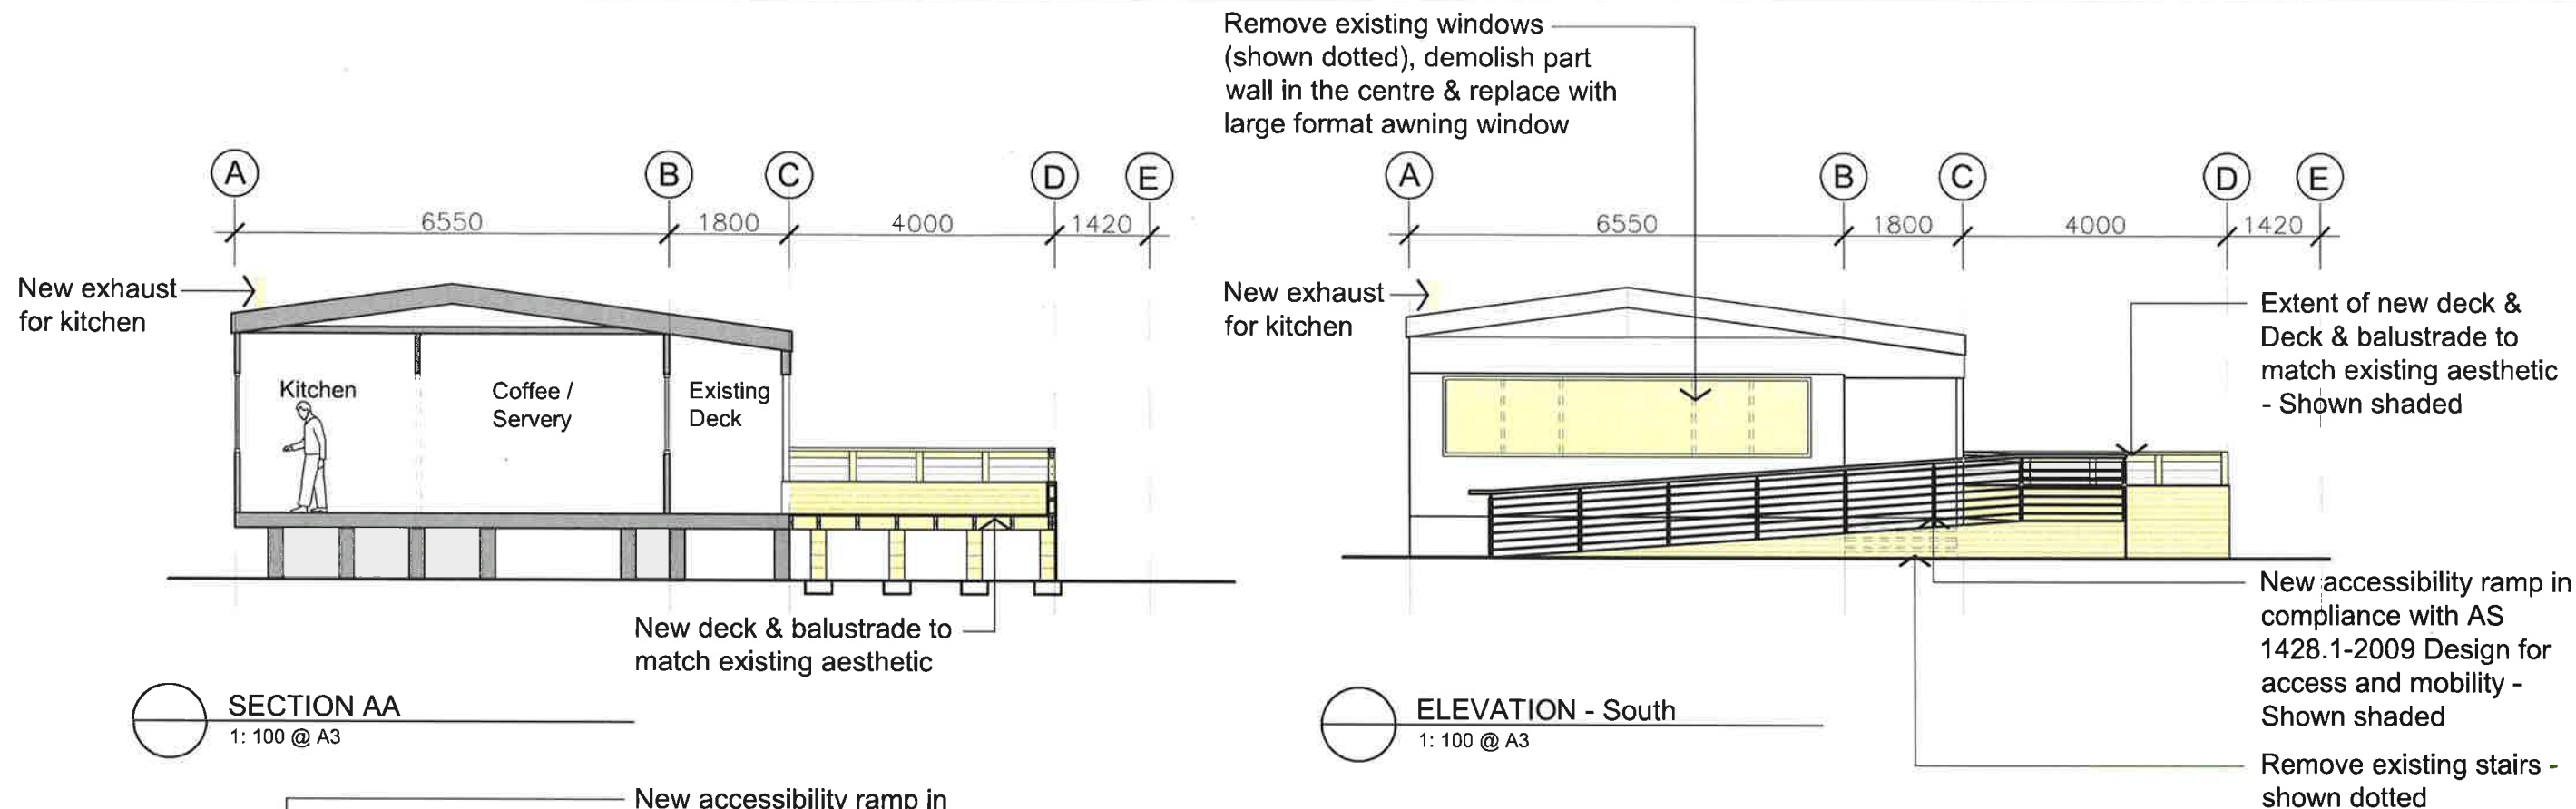 Remove existing windows
(shown dotted), demolish part
wall in the centre & replace with
large format awning window
A
B
C
D
E
6550
1800
4000
1420
New exhaust
for kitchen
Kitchen
Coffee /
Servery
Existing
Deck
New deck & balustrade to
match existing aesthetic
SECTION AA
1: 100 @ A3
New accessibility ramp in
A
B
C
D
E
6550
1800
4000
1420
New exhaust
for kitchen
Extent of new deck &
Deck & balustrade to
match existing aesthetic
- Shown shaded
New accessibility ramp in
compliance with AS
1428.1-2009 Design for
access and mobility -
Shown shaded
Remove existing stairs -
shown dotted
ELEVATION - South
1: 100 @ A3